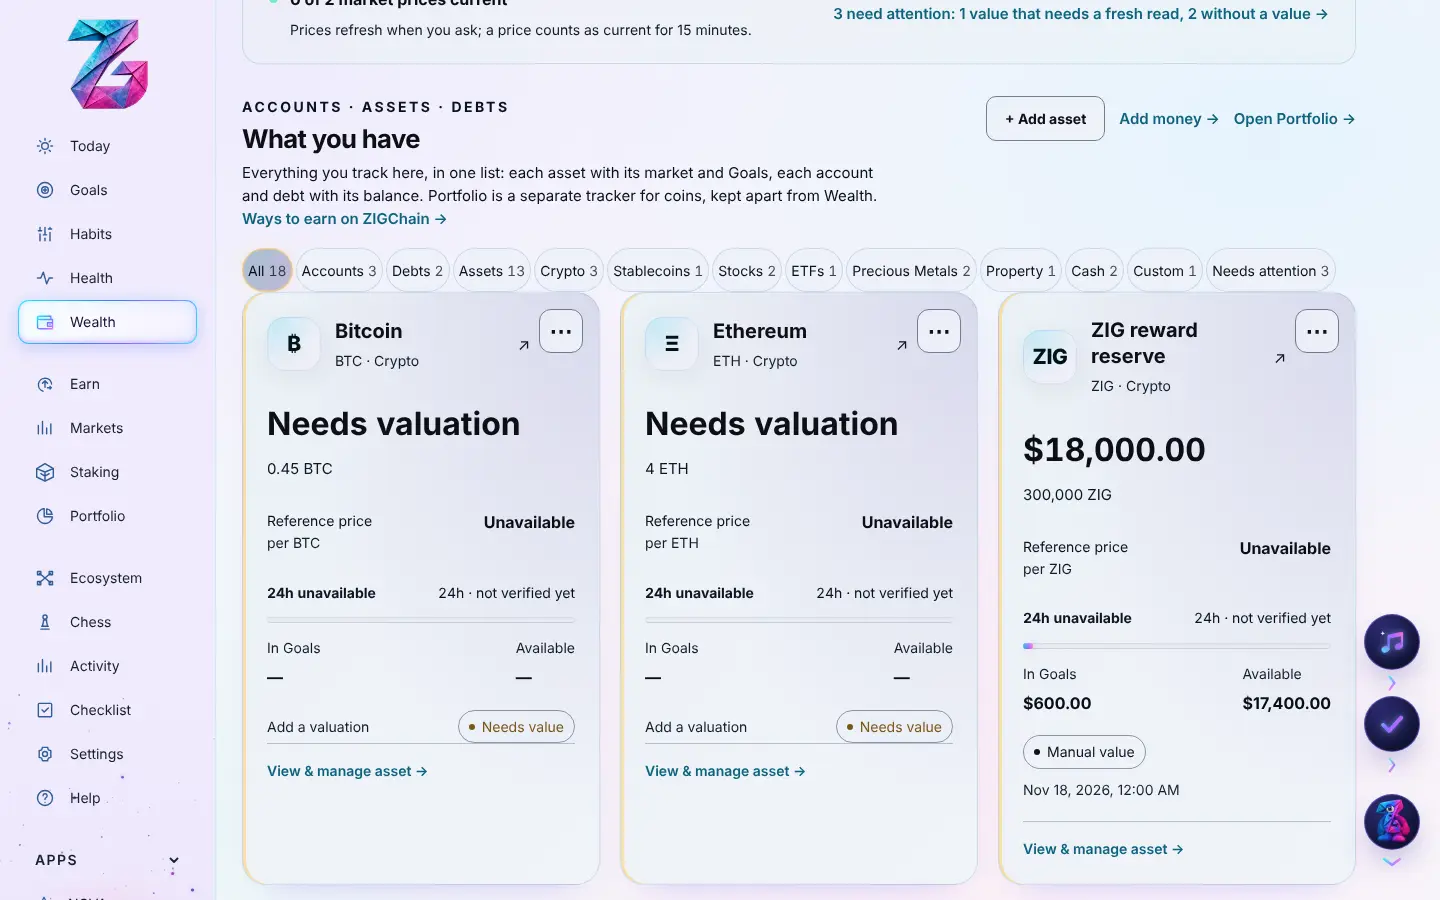 Today
Goals
Habits
Health
Wealth
Earn
Markets
Staking
Portfolio
Ecosystem
Chess
Activity
Checklist
Settings
Help
APPS
0 of 2 market prices current
Prices refresh when you ask; a price counts as current for 15 minutes.
3 need attention: 1 value that needs a fresh read, 2 without a value →
ACCOUNTS · ASSETS · DEBTS
What you have
+ Add asset
Add money →
Open Portfolio →
Everything you track here, in one list: each asset with its market and Goals, each account
and debt with its balance. Portfolio is a separate tracker for coins, kept apart from Wealth.
Ways to earn on ZIGChain →
All 18
Accounts 3
Debts 2
Assets 13
Crypto 3
Stablecoins 1
Stocks 2
ETFs 1
Precious Metals 2
Property 1
Cash 2
Custom 1
Needs attention 3
₿
Bitcoin
BTC · Crypto
↗
...
Needs valuation
0.45 BTC
Reference price
per BTC
Unavailable
24h unavailable
24h · not verified yet
In Goals
Available
—
—
Add a valuation
Needs value
View & manage asset →
Ξ
Ethereum
ETH · Crypto
↗
...
Needs valuation
4 ETH
Reference price
per ETH
Unavailable
24h unavailable
24h · not verified yet
In Goals
Available
—
—
Add a valuation
Needs value
View & manage asset →
ZIG
ZIG reward
reserve
ZIG · Crypto
↗
...
$18,000.00
300,000 ZIG
Reference price
per ZIG
Unavailable
24h unavailable
24h · not verified yet
In Goals
Available
$600.00
$17,400.00
Manual value
Nov 18, 2026, 12:00 AM
View & manage asset →